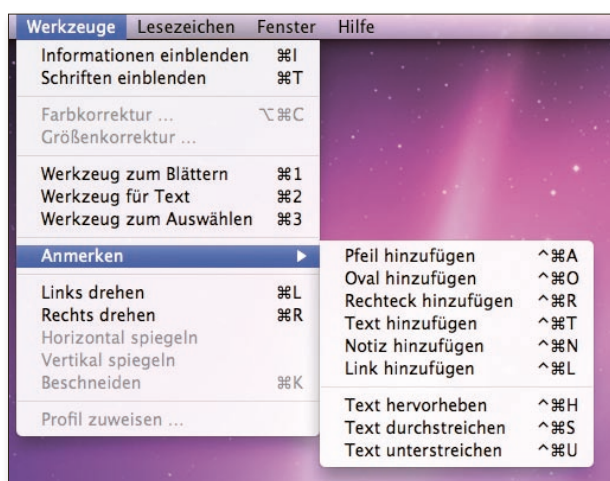 Werkzeuge Lesezeichen Fenster Hilfe
Informationen einblenden ⌘I
Schriften einblenden ⌘T
Farbkorrektur ... ⌥⌘C
Größenkorrektur ...
Werkzeug zum Blättern ⌘1
Werkzeug für Text ⌘2
Werkzeug zum Auswählen ⌘3
Anmerken ▶
Links drehen ⌘L
Rechts drehen ⌘R
Horizontal spiegeln
Vertikal spiegeln
Beschneiden ⌘K
Profil zuweisen ...
Pfeil hinzufügen ^⌘A
Oval hinzufügen ^⌘O
Rechteck hinzufügen ^⌘R
Text hinzufügen ^⌘T
Notiz hinzufügen ^⌘N
Link hinzufügen ^⌘L
Text hervorheben ^⌘H
Text durchstreichen ^⌘S
Text unterstreichen ^⌘U